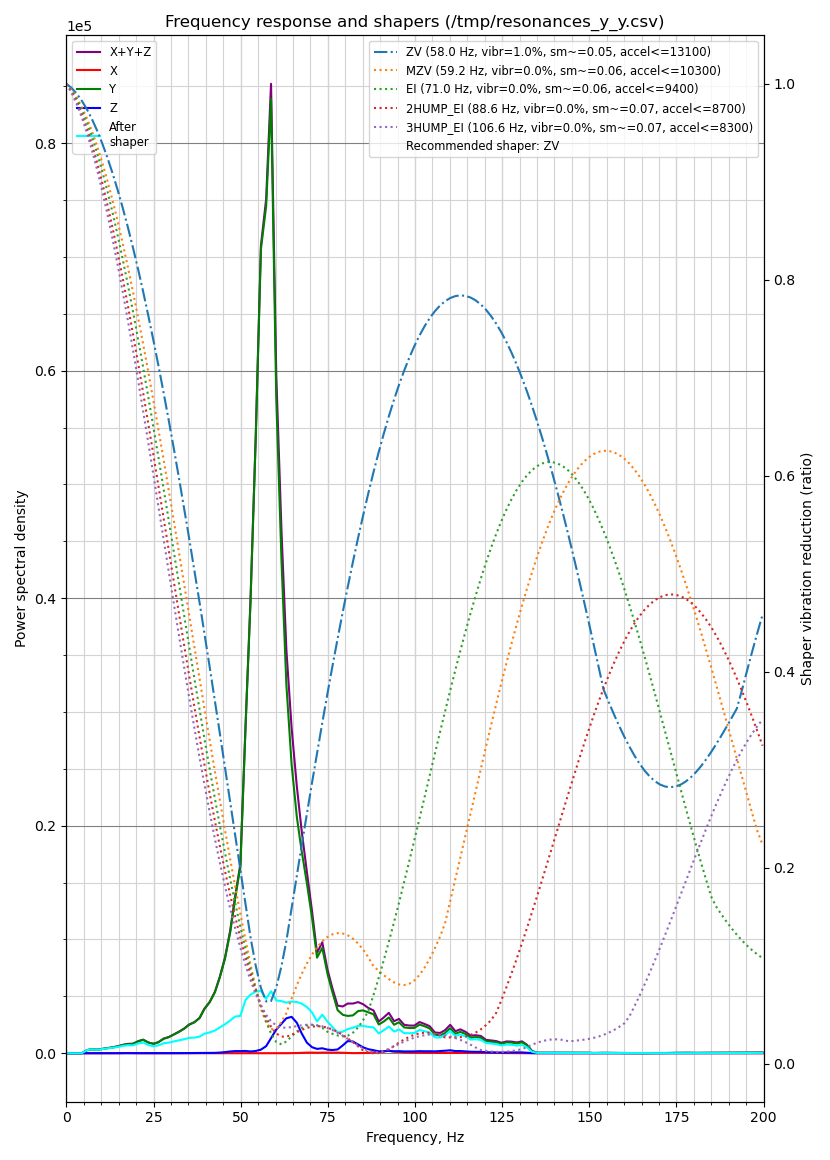 Frequency response and shapers (/tmp/resonances_y_y.csv)
1e5
X+Y+Z
X
Y
Z
After
shaper
ZV (58.0 Hz, vibr=1.0%, sm~=0.05, accel<=13100)
MZV (59.2 Hz, vibr=0.0%, sm~=0.06, accel<=10300)
EI (71.0 Hz, vibr=0.0%, sm~=0.06, accel<=9400)
2HUMP_EI (88.6 Hz, vibr=0.0%, sm~=0.07, accel<=8700)
3HUMP_EI (106.6 Hz, vibr=0.0%, sm~=0.07, accel<=8300)
Recommended shaper: ZV
Power spectral density
0.8
0.6
0.4
0.2
0.0
1.0
0.8
0.6
0.4
0.2
0.0
Shaper vibration reduction (ratio)
0 25 50 75 100 125 150 175 200
Frequency, Hz